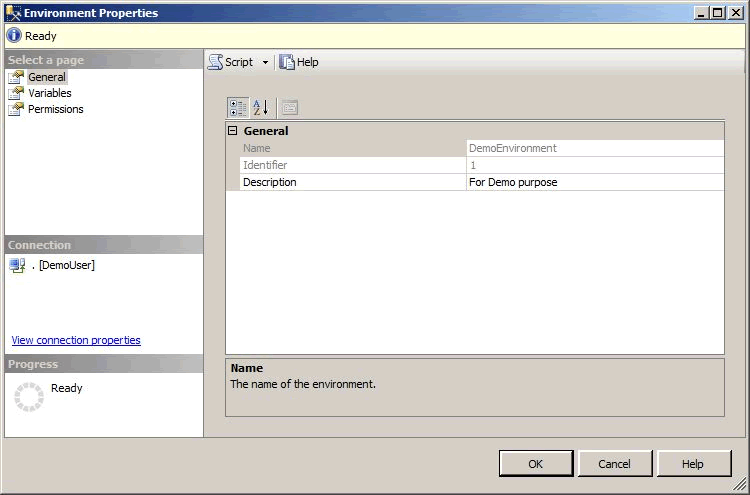 Environment Properties
Ready
Select a page
General
Variables
Permissions
Script
Help
General
Name DemoEnvironment
Identifier 1
Description For Demo purpose
Connection
. [DemoUser]
View connection properties
Progress
Ready
Name
The name of the environment.
OK
Cancel
Help